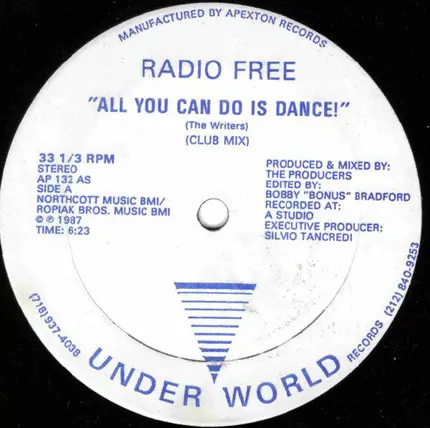 MANUFACTURED BY APEXTON RECORDS
RADIO FREE
"ALL YOU CAN DO IS DANCE!"
(The Writers)
(CLUB MIX)
33 1/3 RPM
STEREO
AP 132 AS
SIDE A
NORTHCOTT MUSIC BMI/
ROPIAK BROS. MUSIC BMI
© ℗ 1987
TIME: 6:23
PRODUCED & MIXED BY:
THE PRODUCERS
EDITED BY:
BOBBY "BONUS" BRADFORD
RECORDED AT:
A STUDIO
EXECUTIVE PRODUCER:
SILVIO TANCREDI
(718) 937-4038
UNDER WORLD
RECORDS (212) 840-9253